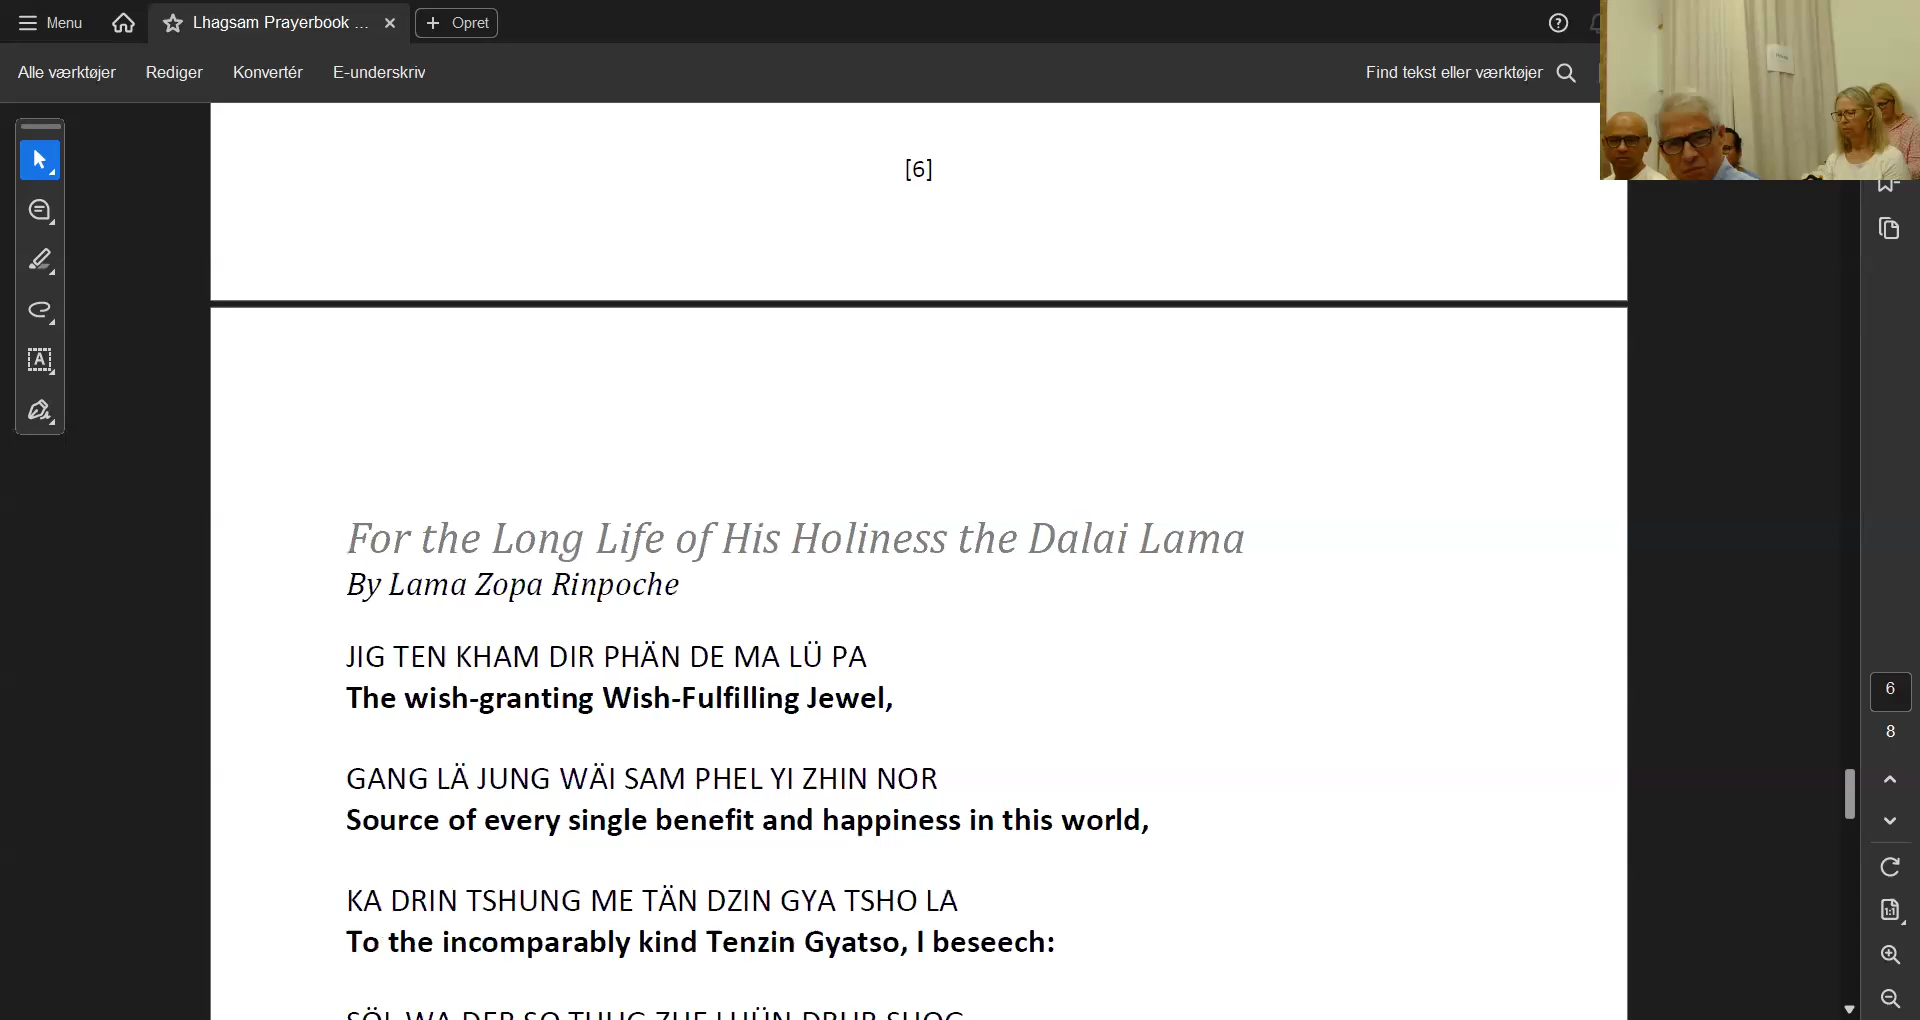 Menu
Lhagsam Prayerbook ...
Opret
Alle værktøjer
Rediger
Konvertér
E-underskriv
Find tekst eller værktøjer
[6]
For the Long Life of His Holiness the Dalai Lama
By Lama Zopa Rinpoche
JIG TEN KHAM DIR PHÄN DE MA LÜ PA
The wish-granting Wish-Fulfilling Jewel,
GANG LÄ JUNG WÄI SAM PHEL YI ZHIN NOR
Source of every single benefit and happiness in this world,
KA DRIN TSHUNG ME TÄN DZIN GYA TSHO LA
To the incomparably kind Tenzin Gyatso, I beseech:
6
8